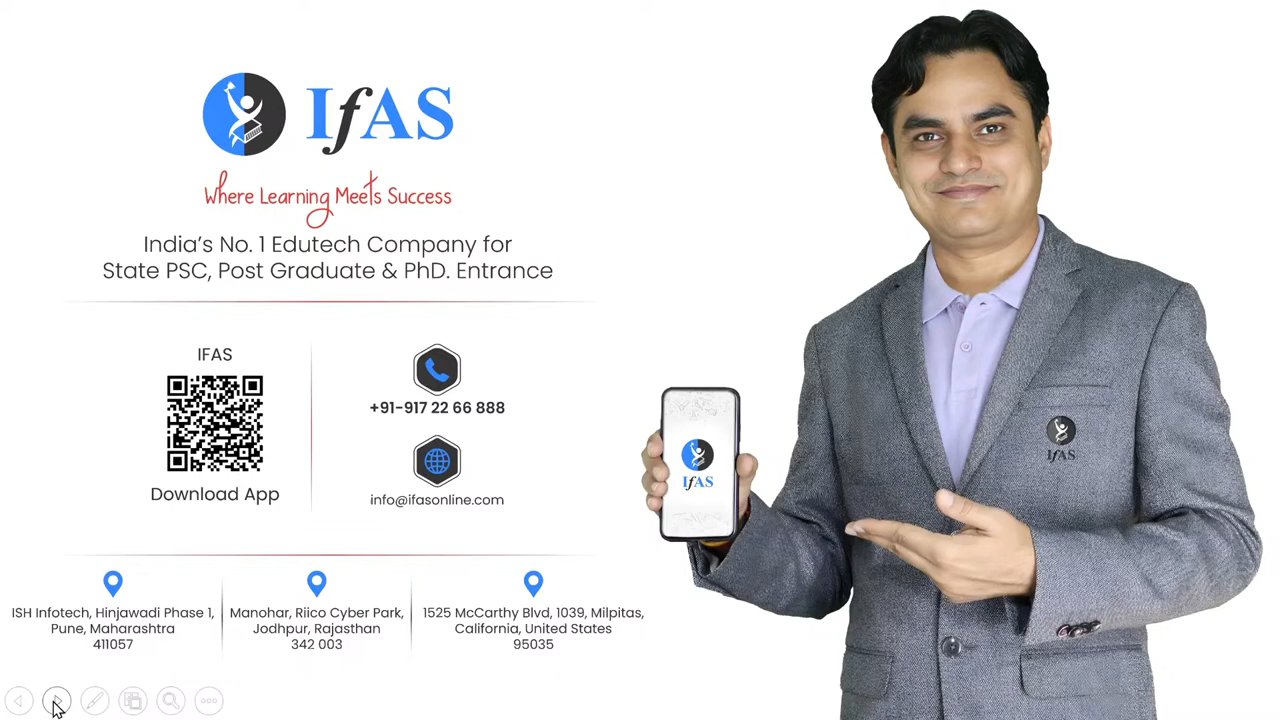 IfAS
Where Learning Meets Success
India's No. 1 Edutech Company for
State PSC, Post Graduate & PhD. Entrance
IFAS
Download App
+91-917 22 66 888
info@ifasonline.com
ISH Infotech, Hinjawadi Phase 1,
Pune, Maharashtra
411057
Manohar, Riico Cyber Park,
Jodhpur, Rajasthan
342 003
1525 McCarthy Blvd, 1039, Milpitas,
California, United States
95035
IfAS
IfAS